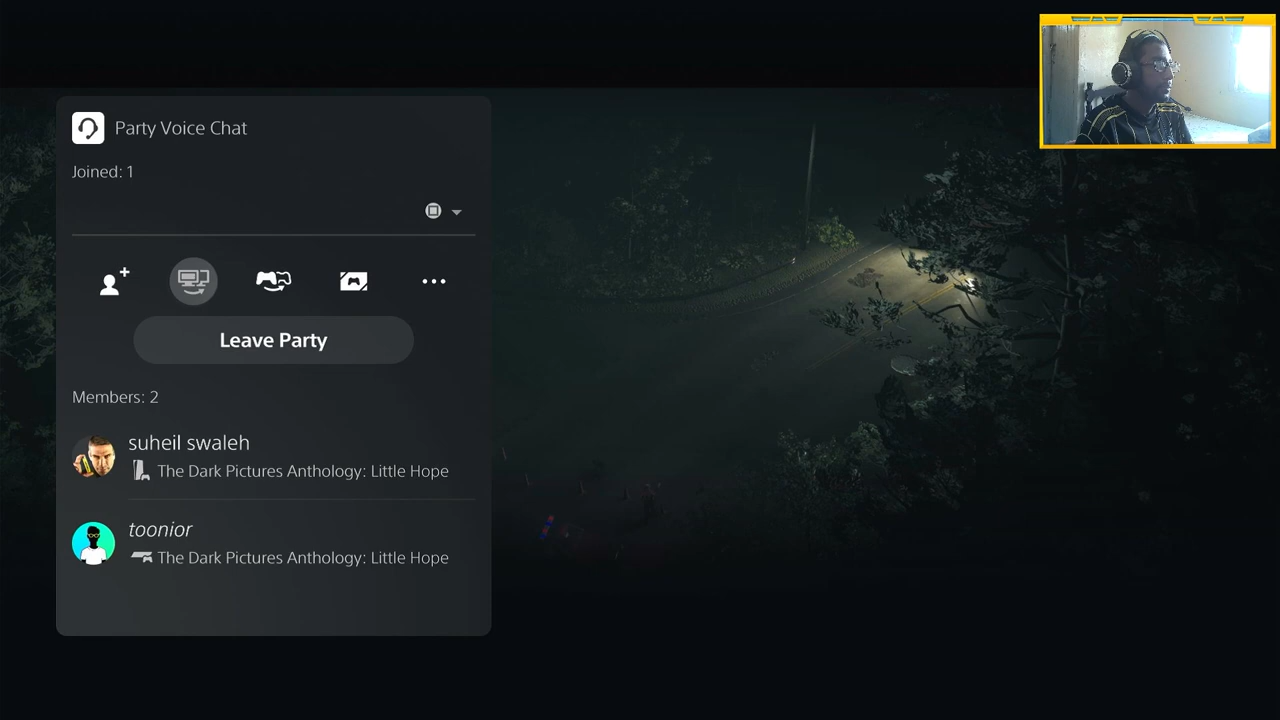 Party Voice Chat
Joined: 1
Leave Party
Members: 2
suheil swaleh
The Dark Pictures Anthology: Little Hope
toonior
The Dark Pictures Anthology: Little Hope